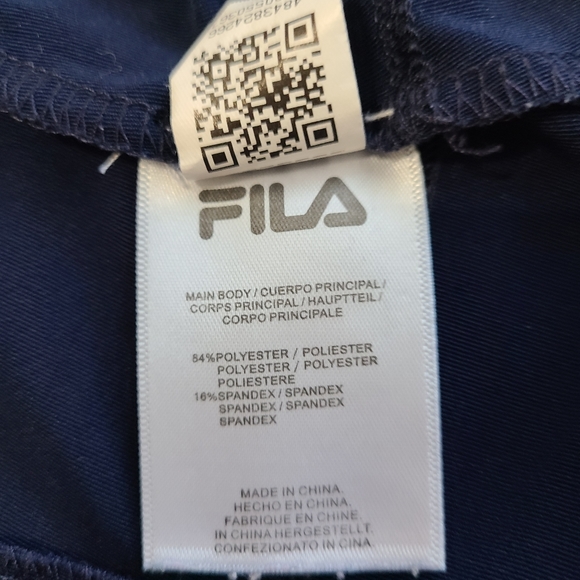 FILA
MAIN BODY / CUERPO PRINCIPAL /
CORPS PRINCIPAL / HAUPTTEIL /
CORPO PRINCIPALE
84%POLYESTER / POLIESTER
POLYESTER / POLYESTER
POLIESTERE
16%SPANDEX / SPANDEX
SPANDEX / SPANDEX
SPANDEX
MADE IN CHINA.
HECHO EN CHINA.
FABRIQUE EN CHINE.
IN CHINA HERGESTELLT.
CONFEZIONATO IN CINA.